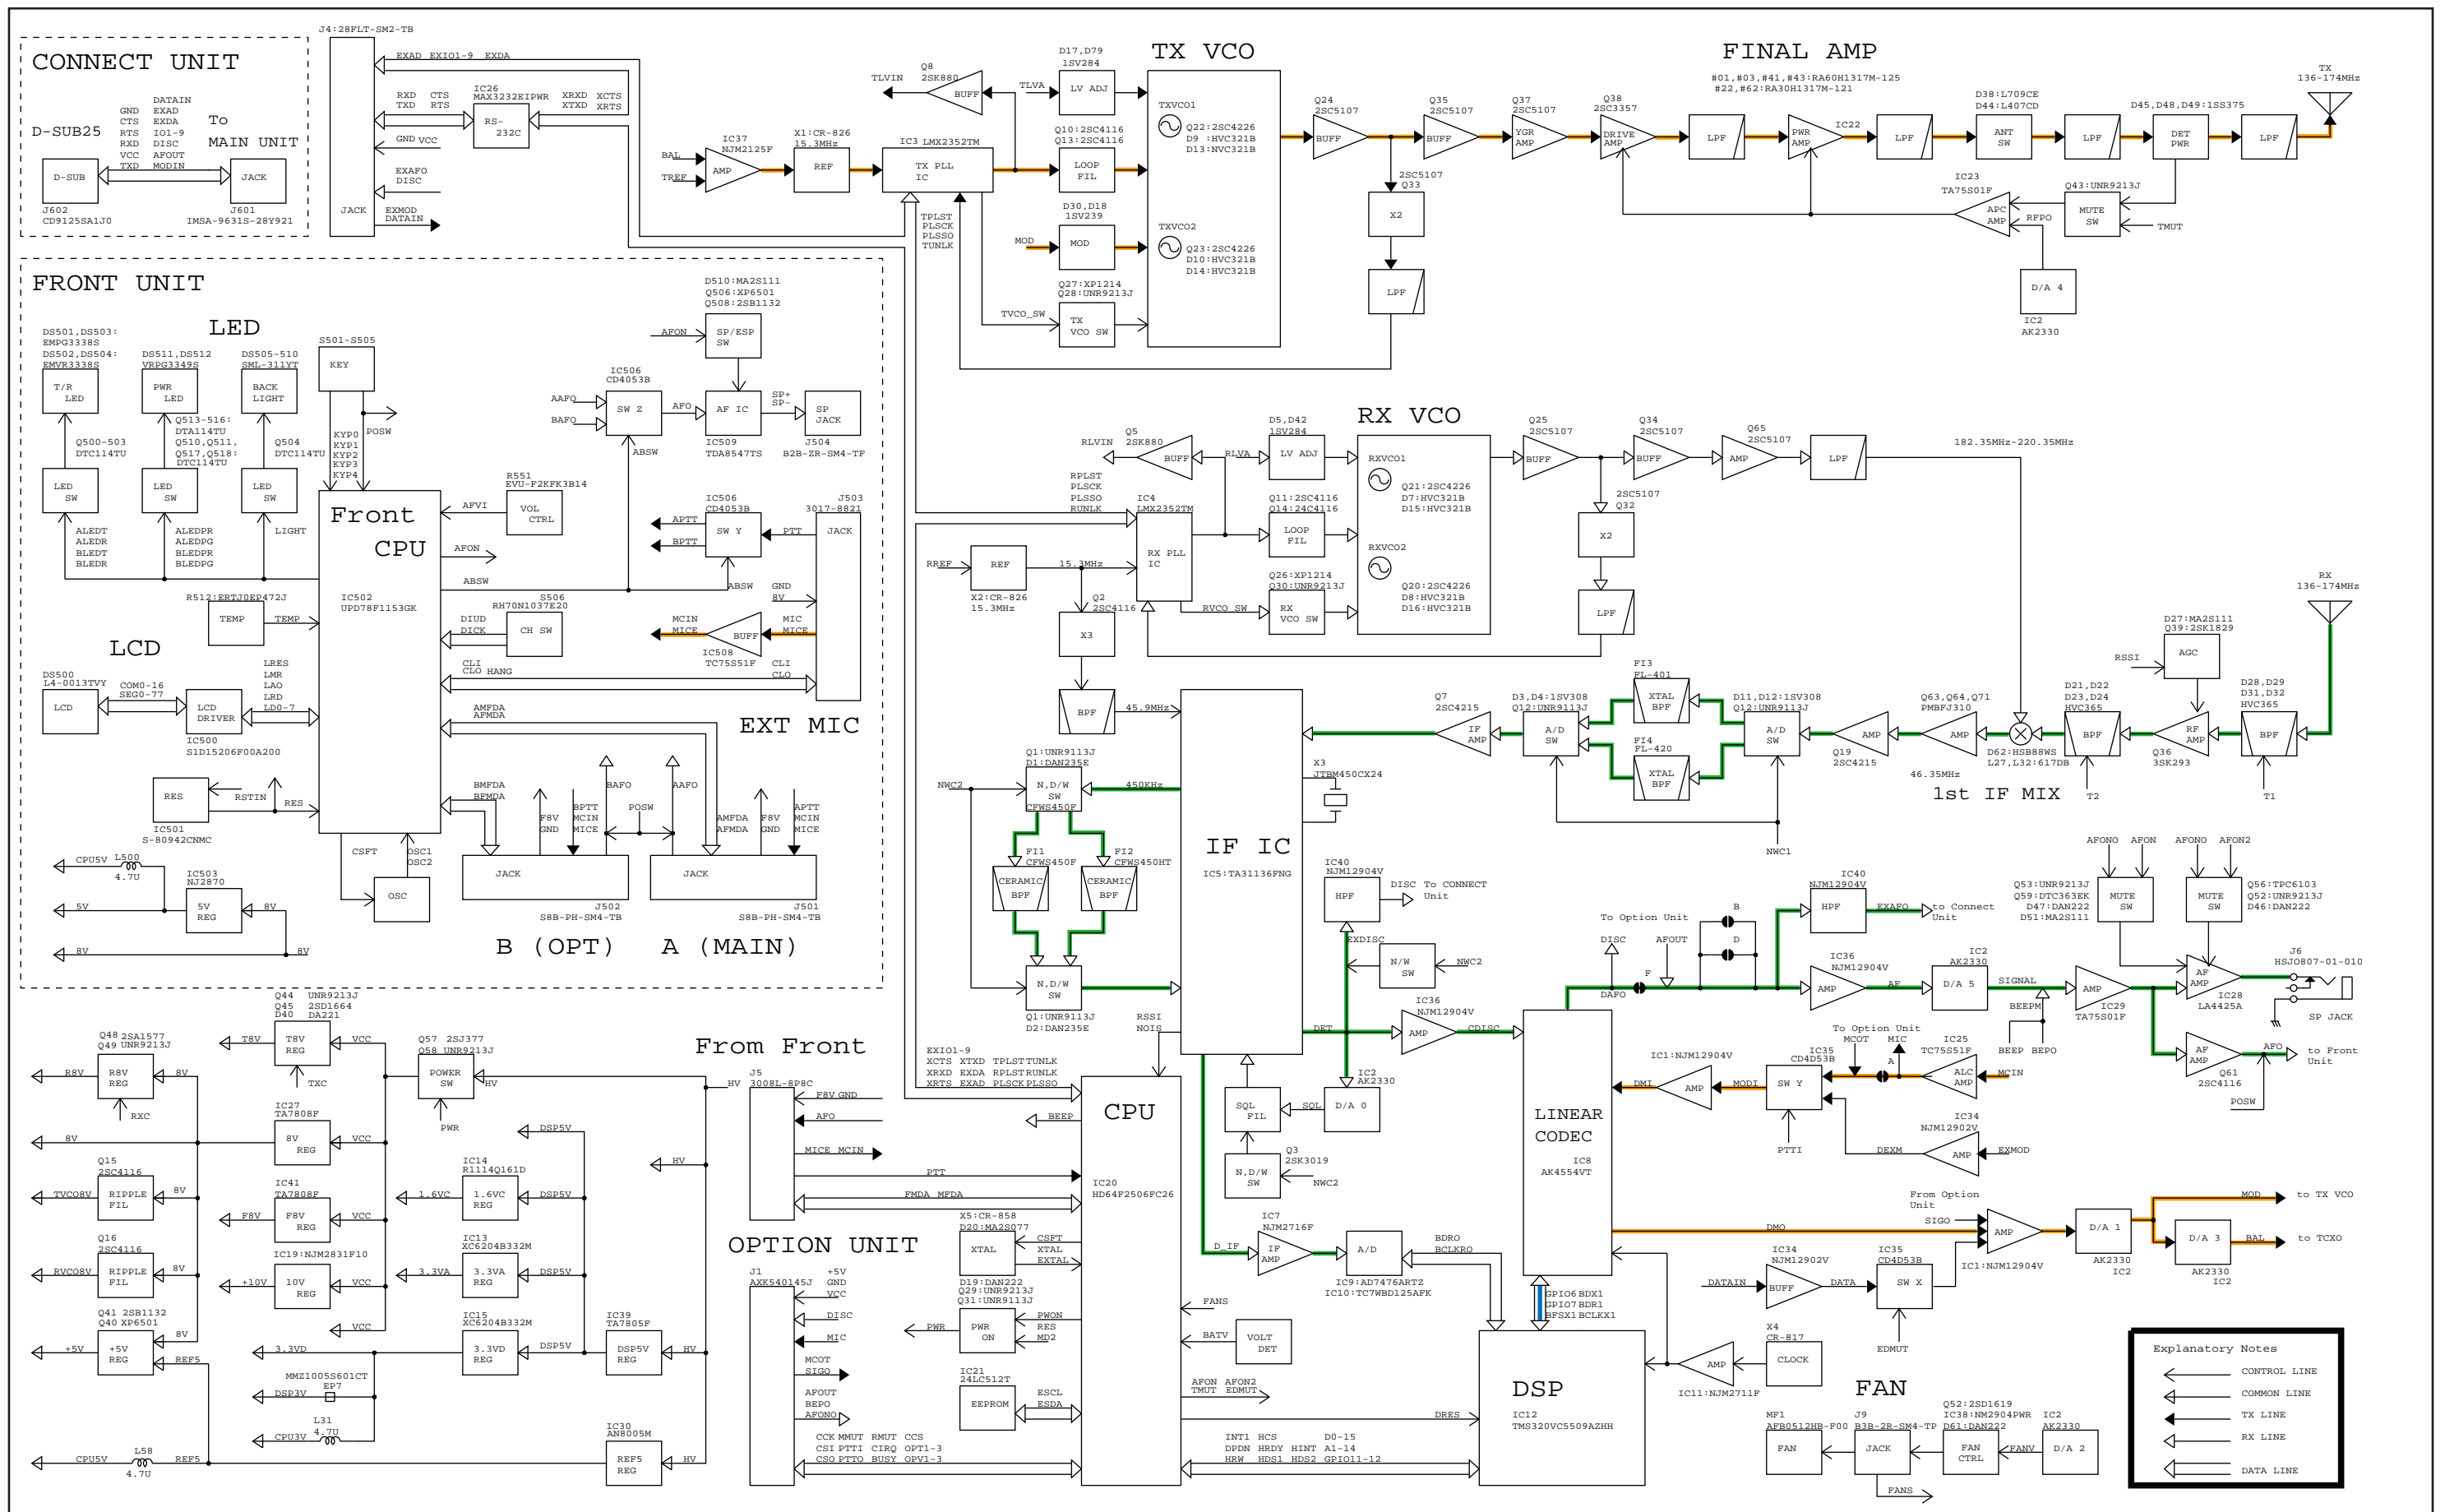 CONNECT UNIT
D-SUB25
GND
CTS
RTS
RXD
VCC
TXD
DATAIN
EXAD
EXDA
IO1-9
DISC
AFOUT
MODIN
To
MAIN UNIT
D-SUB
J602
CD9125SA1J0
JACK
J601
IMSA-9631S-28Y921
J4:28FLT-SM2-TB
JACK
EXAD EXIO1-9 EXDA
RXD CTS
TXD RTS
IC26
MAX3232EIPWR
RS-
232C
XRXD XCTS
XTXD XRTS
GND VCC
EXAFO
DISC
EXMOD
DATAIN
TX VCO
Q8
2SK880
TLVIN
BUFF
TLVA
D17,D79
1SV284
LV ADJ
BAL
TREF
IC37
NJM2125F
AMP
X1:CR-826
15.3MHz
REF
IC3 LMX2352TM
TX PLL
IC
Q10:2SC4116
Q13:2SC4116
LOOP
FIL
D30,D18
1SV239
MOD
MOD
TPLST
PLSCK
PLSSO
TUNLK
Q27:XP1214
Q28:UNR9213J
TVCO_SW
TX
VCO SW
TXVCO1
Q22:2SC4226
D9 :HVC321B
D13:NVC321B
TXVCO2
Q23:2SC4226
D10:HVC321B
D14:HVC321B
Q24
2SC5107
BUFF
Q35
2SC5107
BUFF
2SC5107
Q33
X2
LPF
Q37
2SC5107
YGR
AMP
Q38
2SC3357
DRIVE
AMP
FINAL AMP
#01,#03,#41,#43:RA60H1317M-125
#22,#62:RA30H1317M-121
LPF
PWR
AMP
IC22
LPF
D38:L709CE
D44:L407CD
ANT
SW
LPF
D45,D48,D49:1SS375
DET
PWR
LPF
TX
136-174MHz
IC23
TA75S01F
APC
AMP
RFPO
Q43:UNR9213J
MUTE
SW
TMUT
D/A 4
IC2
AK2330
FRONT UNIT
LED
DS501,DS503:
EMPG3338S
DS502,DS504:
EMVR3338S
T/R
LED
DS511,DS512
VRPG3349S
PWR
LED
DS505-510
SML-311YT
BACK
LIGHT
S501-S505
KEY
Q500-503
DTC114TU
Q513-516:
DTA114TU
Q510,Q511,
Q517,Q518:
DTC114TU
Q504
DTC114TU
LED
SW
LED
SW
LED
SW
ALEDT
ALEDR
BLEDT
BLEDR
ALEDPR
ALEDPG
BLEDPR
BLEDPG
LIGHT
KYP0
KYP1
KYP2
KYP3
KYP4
POSW
Front
CPU
IC502
UPD78F1153GK
D510:MA2S111
Q506:XP6501
Q508:2SB1132
AFON
SP/ESP
SW
IC506
CD4053B
AAFO
BAFO
SW Z
AFO
AF IC
IC509
TDA8547TS
SP+
SP-
SP
JACK
J504
B2B-ZR-SM4-TF
ABSW
R551
EVU-F2KFK3B14
AFVI
VOL
CTRL
AFON
ABSW
IC506
CD4053B
APTT
BPTT
SW Y
PTT
J503
3017-8821
JACK
GND
8V
S506
RH70N1037E20
DIUD
DICK
CH SW
MCIN
MICE
BUFF
IC508
TC75S51F
MIC
MICE
CLI
CLO HANG
CLI
CLO
R512:ERTJ0EP472J
TEMP
TEMP
LCD
DS500
L4-0013TVY
LCD
COM0-16
SEG0-77
LCD
DRIVER
IC500
S1D15206F00A200
LRES
LMR
LAO
LRD
LD0-7
RES
IC501
S-80942CNMC
RSTIN
RES
CSFT
OSC1
OSC2
OSC
CPU5V
L500
4.7U
IC503
NJ2870
5V
5V
REG
8V
8V
8V
AMFDA
AFMDA
EXT MIC
BMFDA
BFMDA
BAFO
F8V
GND
BPTT
MCIN
MICE
POSW
AAFO
AMFDA
AFMDA
F8V
GND
APTT
MCIN
MICE
JACK
J502
S8B-PH-SM4-TB
JACK
J501
S8B-PH-SM4-TB
B (OPT)
A (MAIN)
RX VCO
Q5
2SK880
RLVIN
BUFF
RLVA
D5,D42
1SV284
LV ADJ
RPLST
PLSCK
PLSSO
RUNLK
IC4
LMX2352TM
RX PLL
IC
Q11:2SC4116
Q14:24C4116
LOOP
FIL
RREF
REF
X2:CR-826
15.3MHz
15.3MHz
Q2
2SC4116
X3
Q26:XP1214
Q30:UNR9213J
RVCO_SW
RX
VCO SW
RXVCO1
Q21:2SC4226
D7:HVC321B
D15:HVC321B
RXVCO2
Q20:2SC4226
D8:HVC321B
D16:HVC321B
Q25
2SC5107
BUFF
Q34
2SC5107
BUFF
Q65
2SC5107
AMP
LPF
182.35MHz-220.35MHz
2SC5107
Q32
X2
LPF
BPF
45.9MHz
IF IC
IC5:TA31136FNG
Q7
2SC4215
IF
AMP
D3,D4:1SV308
Q12:UNR9113J
A/D
SW
FI3
FL-401
XTAL
BPF
FI4
FL-420
XTAL
BPF
D11,D12:1SV308
Q12:UNR9113J
A/D
SW
NWC1
AMP
Q19
2SC4215
Q63,Q64,Q71
PMBFJ310
AMP
46.35MHz
D62:HSB88WS
L27,L32:617DB
1st IF MIX
D21,D22
D23,D24
HVC365
BPF
T2
D27:MA2S111
Q39:2SK1829
RSSI
AGC
RF
AMP
Q36
3SK293
D28,D29
D31,D32
HVC365
BPF
T1
RX
136-174MHz
X3
JTBM450CX24
Q1:UNR9113J
D1:DAN235E
NWC2
N,D/W
SW
CFWS450F
450KHz
FI1
CFWS450F
CERAMIC
BPF
FI2
CFWS450HT
CERAMIC
BPF
N,D/W
SW
Q1:UNR9113J
D2:DAN235E
RSSI
NOIS
IC40
NJM12904V
HPF
DISC To CONNECT
Unit
EXDISC
N/W
SW
NWC2
DET
IC36
NJM12904V
AMP
CDISC
IC2
AK2330
D/A 0
SQL
SQL
FIL
Q3
2SK3019
N,D/W
SW
NWC2
To Option Unit
DISC
AFOUT
DAFO
F
B
D
IC40
NJM12904V
HPF
EXAFO
to Connect
Unit
IC36
NJM12904V
AMP
AF
IC2
AK2330
D/A 5
SIGNAL
BEEPM
BEEP
BEPO
AMP
IC29
TA75S01F
AFONO AFON
AFONO AFON2
Q53:UNR9213J
Q59:DTC363EK
D47:DAN222
D51:MA2S111
MUTE
SW
MUTE
SW
Q56:TPC6103
Q52:UNR9213J
D46:DAN222
AF
AMP
IC28
LA4425A
J6
HSJO807-01-010
SP JACK
AF
AMP
Q61
2SC4116
AFO
to Front
Unit
POSW
LINEAR
CODEC
IC8
AK4554VT
DMI
IC1:NJM12904V
AMP
MODI
IC35
CD4D53B
SW Y
PTTI
To Option Unit
MCOT
MIC
A
IC25
TC75S51F
ALC
AMP
MCIN
DEXM
IC34
NJM12902V
AMP
EXMOD
DMO
From Option
Unit
SIGO
AMP
IC1:NJM12904V
D/A 1
AK2330
IC2
MOD
to TX VCO
D/A 3
AK2330
IC2
BAL
to TCXO
DATAIN
IC34
NJM12902V
BUFF
DATA
IC35
CD4D53B
SW X
EDMUT
D_IF
IC7
NJM2716F
IF
AMP
A/D
IC9:AD7476ARTZ
IC10:TC7WBD125AFK
BDRO
BCLKRO
GPIO6 BDX1
GPIO7 BDR1
BFSX1 BCLKX1
DSP
IC12
TMS320VC5509AZHH
AMP
IC11:NJM2711F
X4
CR-817
CLOCK
FAN
MF1
AFB0512HB-F00
FAN
J9
B3B-2R-SM4-TP
JACK
FANS
Q52:2SD1619
IC38:NM2904PWR
D61:DAN222
FAN
CTRL
FANV
IC2
AK2330
D/A 2
Explanatory Notes
CONTROL LINE
COMMON LINE
TX LINE
RX LINE
DATA LINE
EXIO1-9
XCTS XTXD TPLST TUNLK
XRXD EXDA RPLST RUNLK
XRTS EXAD PLSCK PLSSO
CPU
IC20
HD64F2506FC26
From Front
J5
3008L-8P8C
HV
F8V GND
AFO
MICE MCIN
PTT
FMDA MFDA
BEEP
OPTION UNIT
J1
AXK540145J
+5V
GND
VCC
DISC
MIC
MCOT
SIGO
AFOUT
BEPO
AFONO
CCK MMUT RMUT CCS
CSI PTTI CIRQ OPT1-3
CSO PTTO BUSY OPV1-3
X5:CR-858
D20:MA2S077
XTAL
CSFT
XTAL
EXTAL
D19:DAN222
Q29:UNR9213J
Q31:UNR9113J
PWR
PWR
ON
PWON
RES
MD2
IC21
24LC512T
EEPROM
ESCL
ESDA
FANS
BATV
VOLT
DET
AFON AFON2
TMUT EDMUT
DRES
INT1 HCS D0-15
DPDN HRDY HINT A1-14
HRW HDS1 HDS2 GPIO11-12
Q44 UNR9213J
Q45 2SD1664
D40 DA221
T8V
T8V
REG
VCC
TXC
Q48 2SA1577
Q49 UNR9213J
R8V
R8V
REG
8V
RXC
Q57 2SJ377
Q58 UNR9213J
POWER
SW
HV
PWR
IC27
TA7808F
8V
8V
REG
VCC
Q15
2SC4116
TVCO8V
RIPPLE
FIL
8V
IC41
TA7808F
F8V
F8V
REG
VCC
Q16
2SC4116
RVCO8V
RIPPLE
FIL
8V
IC19:NJM2831F10
+10V
10V
REG
VCC
VCC
Q41 2SB1132
Q40 XP6501
+5V
+5V
REG
8V
REF5
DSP5V
HV
IC14
R1114Q161D
1.6VC
1.6VC
REG
DSP5V
IC13
XC6204B332M
3.3VA
3.3VA
REG
DSP5V
IC15
XC6204B332M
3.3VD
3.3VD
REG
DSP5V
IC39
TA7805F
DSP5V
REG
HV
MMZ1005S601CT
DSP3V
EP7
L31
4.7U
CPU3V
CPU5V
L58
4.7U
REF5
IC30
AN8005M
REF5
REG
HV